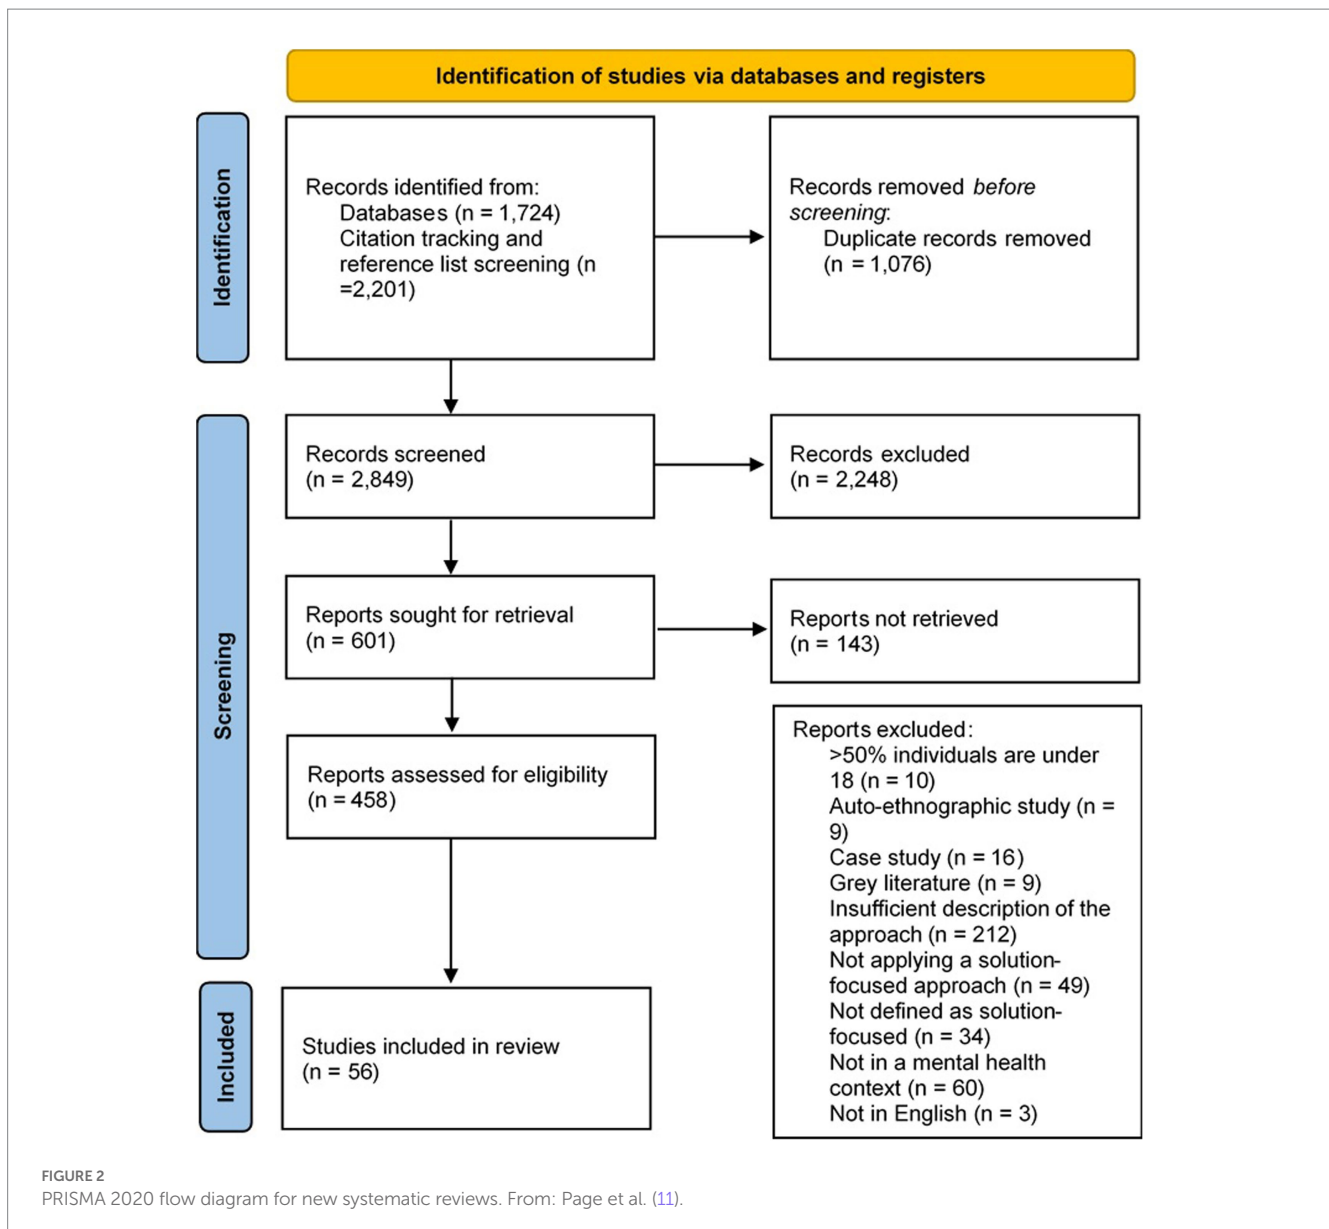 Identification of studies via databases and registers
Identification
Records identified from:
Databases (n = 1,724)
Citation tracking and
reference list screening (n
=2,201)
Records removed before
screening:
Duplicate records removed
(n = 1,076)
Screening
Records screened
(n = 2,849)
Records excluded
(n = 2,248)
Reports sought for retrieval
(n = 601)
Reports not retrieved
(n = 143)
Reports assessed for eligibility
(n = 458)
Reports excluded:
>50% individuals are under
18 (n = 10)
Auto-ethnographic study (n =
9)
Case study (n = 16)
Grey literature (n = 9)
Insufficient description of the
approach (n = 212)
Not applying a solution-
focused approach (n = 49)
Not defined as solution-
focused (n = 34)
Not in a mental health
context (n = 60)
Not in English (n = 3)
Included
Studies included in review
(n = 56)
FIGURE 2
PRISMA 2020 flow diagram for new systematic reviews. From: Page et al. (11).